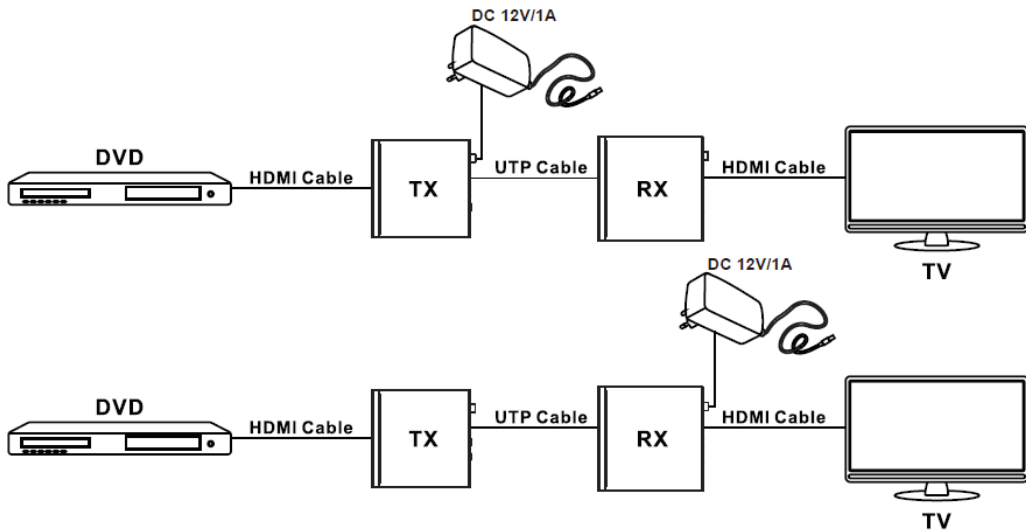 DC 12V/1A
DVD
HDMI Cable
TX
UTP Cable
RX
HDMI Cable
TV
DC 12V/1A
DVD
HDMI Cable
TX
UTP Cable
RX
HDMI Cable
TV